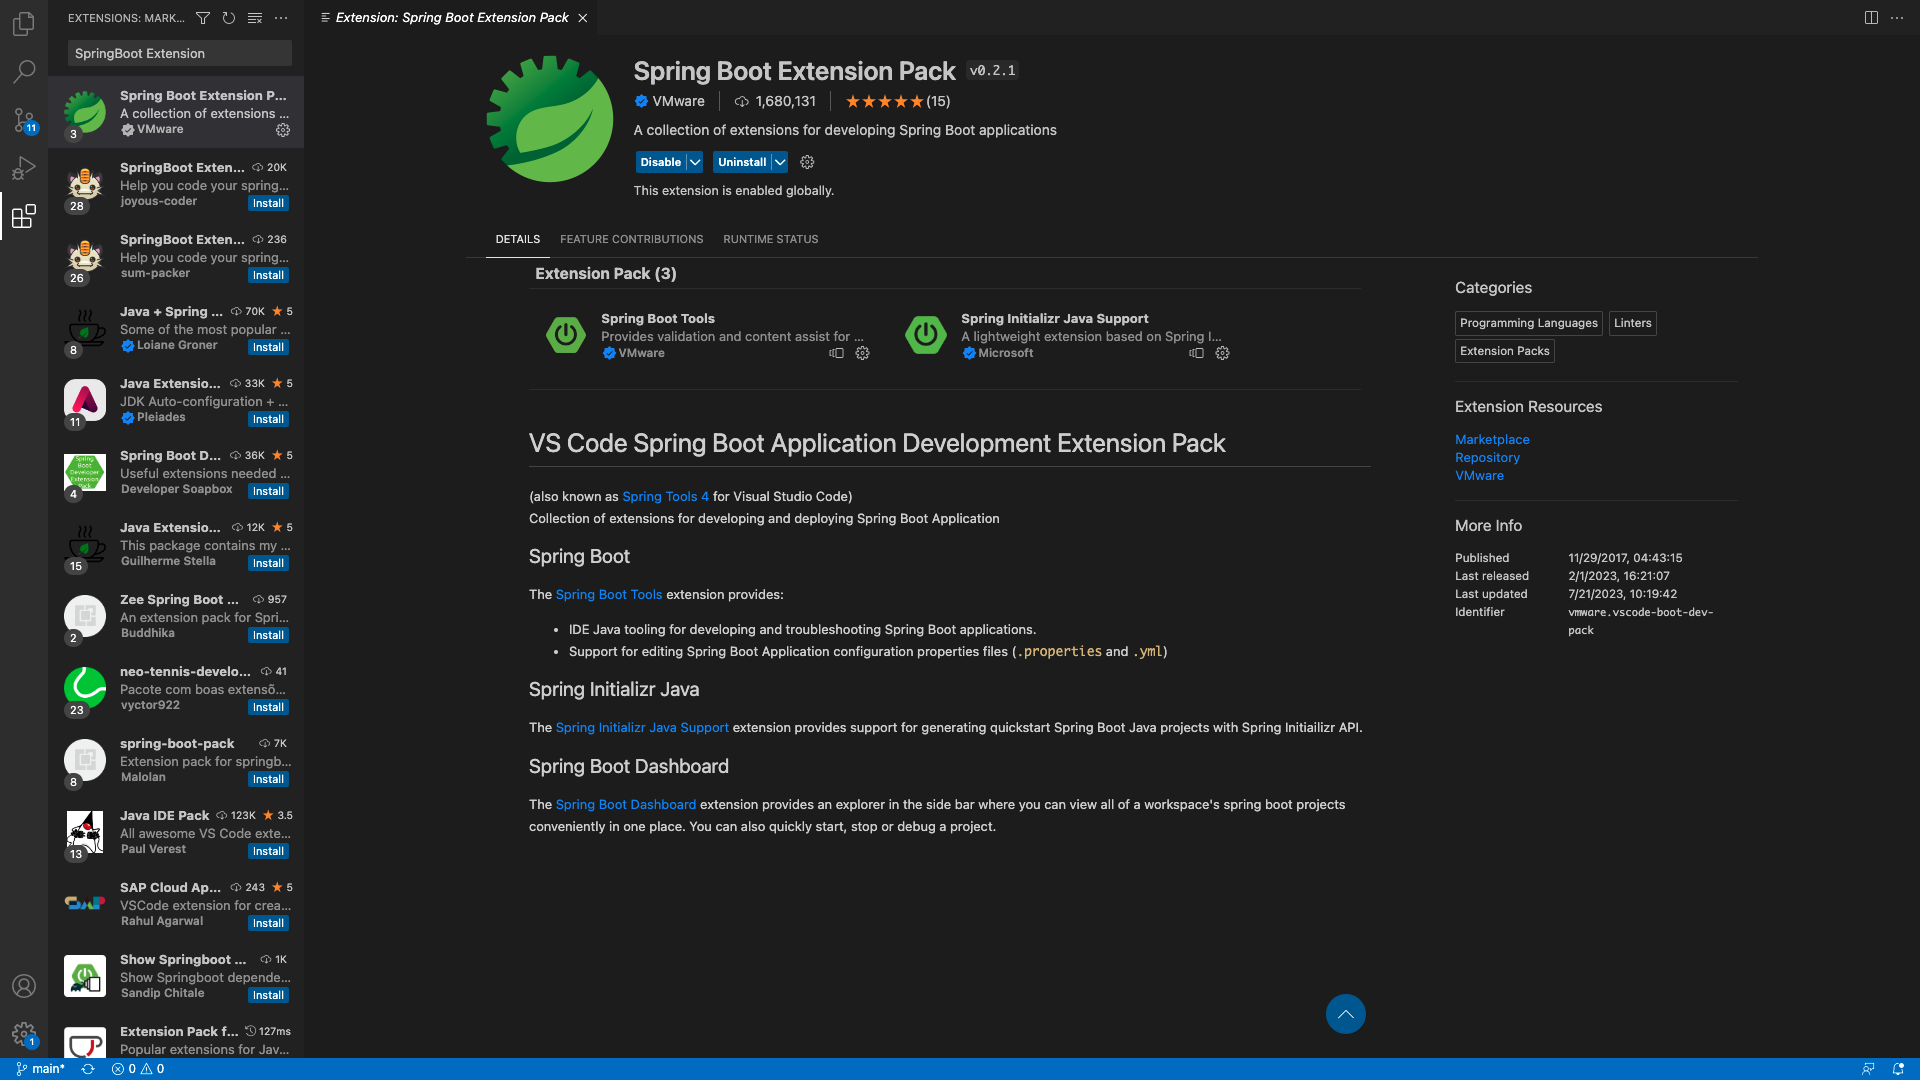 EXTENSIONS: MARK...
SpringBoot Extension
Spring Boot Extension P...
A collection of extensions ...
VMware
3
SpringBoot Exten... 20K
Help you code your spring...
joyous-coder Install
28
SpringBoot Exten... 236
Help you code your spring...
sum-packer Install
26
Java + Spring ... 70K ★ 5
Some of the most popular ...
Loiane Groner Install
8
Java Extensio... 33K ★ 5
JDK Auto-configuration + ...
Pleiades Install
11
Spring Boot D... 36K ★ 5
Useful extensions needed ...
Developer Soapbox Install
4
Spring
Boot
Developer
Extension
Pack
Java Extensio... 12K ★ 5
This package contains my ...
Guilherme Stella Install
15
Zee Spring Boot ... 957
An extension pack for Spri...
Buddhika Install
2
neo-tennis-develo... 41
Pacote com boas extensõ...
vyctor922 Install
23
spring-boot-pack 7K
Extension pack for springb...
Malolan Install
8
Java IDE Pack 123K ★ 3.5
All awesome VS Code exte...
Paul Verest Install
13
SAP Cloud Ap... 243 ★ 5
VSCode extension for crea...
Rahul Agarwal Install
Show Springboot ... 1K
Show Springboot depende...
Sandip Chitale Install
Extension Pack f... 127ms
Popular extensions for Jav...
11
1
main* 0 0
Extension: Spring Boot Extension Pack
Spring Boot Extension Pack v0.2.1
VMware 1,680,131 ★★★★★(15)
A collection of extensions for developing Spring Boot applications
Disable Uninstall
This extension is enabled globally.
DETAILS FEATURE CONTRIBUTIONS RUNTIME STATUS
Extension Pack (3)
Spring Boot Tools
Provides validation and content assist for ...
VMware
Spring Initializr Java Support
A lightweight extension based on Spring I...
Microsoft
VS Code Spring Boot Application Development Extension Pack
(also known as Spring Tools 4 for Visual Studio Code)
Collection of extensions for developing and deploying Spring Boot Application
Spring Boot
The Spring Boot Tools extension provides:
• IDE Java tooling for developing and troubleshooting Spring Boot applications.
• Support for editing Spring Boot Application configuration properties files (.properties and .yml)
Spring Initializr Java
The Spring Initializr Java Support extension provides support for generating quickstart Spring Boot Java projects with Spring Initiailizr API.
Spring Boot Dashboard
The Spring Boot Dashboard extension provides an explorer in the side bar where you can view all of a workspace's spring boot projects
conveniently in one place. You can also quickly start, stop or debug a project.
Categories
Programming Languages Linters
Extension Packs
Extension Resources
Marketplace
Repository
VMware
More Info
Published 11/29/2017, 04:43:15
Last released 2/1/2023, 16:21:07
Last updated 7/21/2023, 10:19:42
Identifier vmware.vscode-boot-dev-
pack